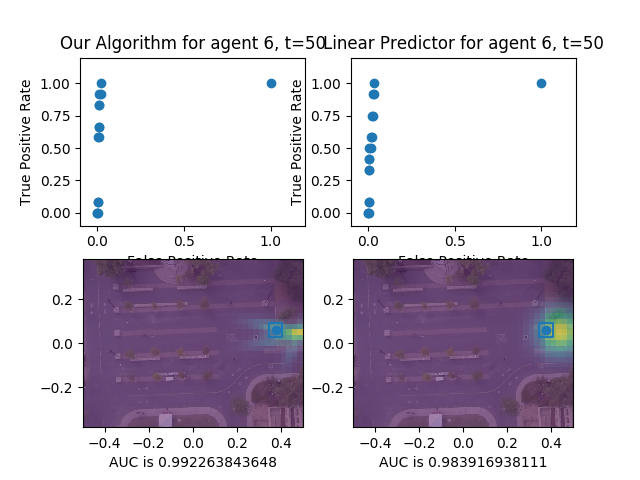 Our Algorithm for agent 6, t=50
Linear Predictor for agent 6, t=50
True Positive Rate
1.00
0.75
0.50
0.25
0.00
0.0 0.5 1.0
False Positive Rate
True Positive Rate
1.00
0.75
0.50
0.25
0.00
0.0 0.5 1.0
False Positive Rate
0.2
0.0
−0.2
−0.4 −0.2 0.0 0.2 0.4
AUC is 0.992263843648
0.2
0.0
−0.2
−0.4 −0.2 0.0 0.2 0.4
AUC is 0.983916938111